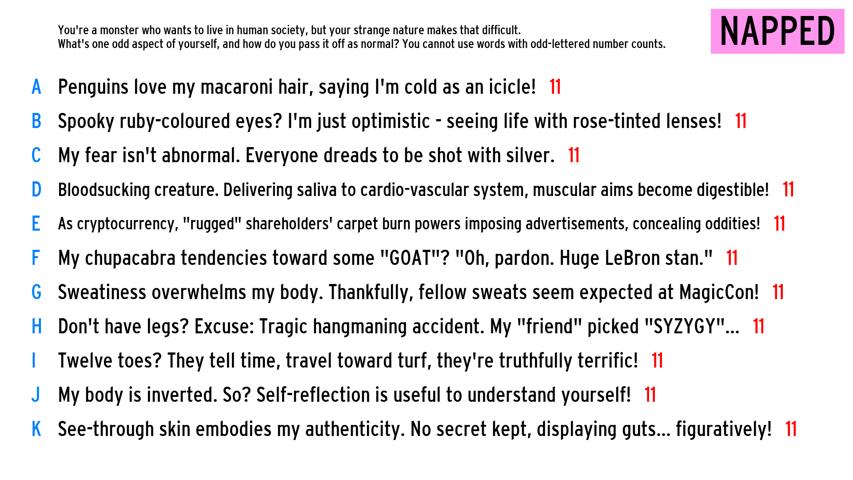 You're a monster who wants to live in human society, but your strange nature makes that difficult.
What's one odd aspect of yourself, and how do you pass it off as normal? You cannot use words with odd-lettered number counts.
NAPPED
A Penguins love my macaroni hair, saying I'm cold as an icicle! 11
B Spooky ruby-coloured eyes? I'm just optimistic - seeing life with rose-tinted lenses! 11
C My fear isn't abnormal. Everyone dreads to be shot with silver. 11
D Bloodsucking creature. Delivering saliva to cardio-vascular system, muscular aims become digestible! 11
E As cryptocurrency, "rugged" shareholders' carpet burn powers imposing advertisements, concealing oddities! 11
F My chupacabra tendencies toward some "GOAT"? "Oh, pardon. Huge LeBron stan." 11
G Sweatiness overwhelms my body. Thankfully, fellow sweats seem expected at MagicCon! 11
H Don't have legs? Excuse: Tragic hangmaning accident. My "friend" picked "SYZYGY"... 11
I Twelve toes? They tell time, travel toward turf, they're truthfully terrific! 11
J My body is inverted. So? Self-reflection is useful to understand yourself! 11
K See-through skin embodies my authenticity. No secret kept, displaying guts... figuratively! 11